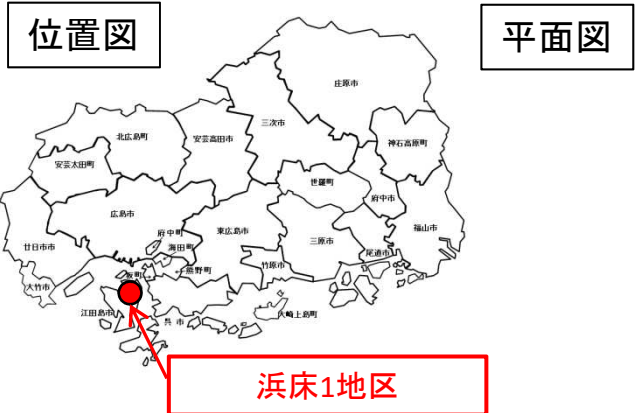 位置図
平面図
庄原市
三次市
北広島町
安芸高田市
神石高原町
安芸太田町
世羅町
府中市
広島市
福山市
府中町
東広島市
三原市
廿日市市
海田町
尾道市
熊野町
竹原市
坂町
大竹市
江田島市
呉市
大崎上島町
浜床1地区